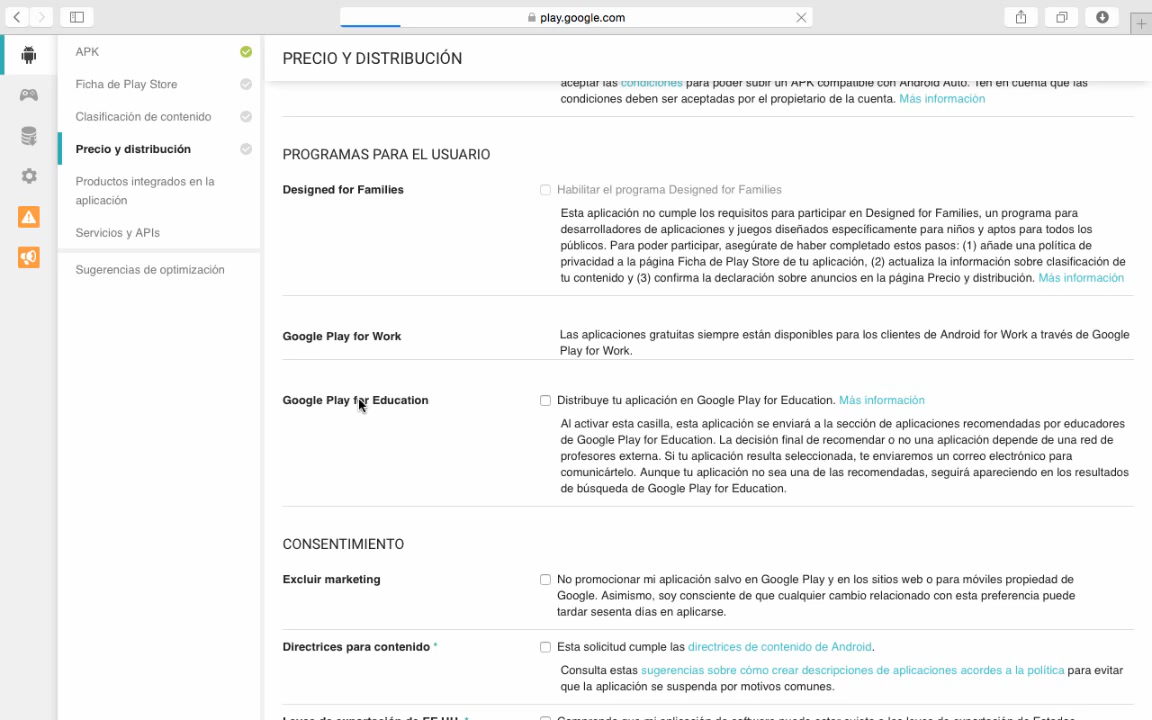 play.google.com
APK
Ficha de Play Store
Clasificación de contenido
Precio y distribución
Productos integrados en la
aplicación
Servicios y APIs
Sugerencias de optimización
PRECIO Y DISTRIBUCIÓN
aceptar las condiciones para poder subir un APK compatible con Android Auto. Ten en cuenta que las
condiciones deben ser aceptadas por el propietario de la cuenta. Más información
PROGRAMAS PARA EL USUARIO
Designed for Families
Habilitar el programa Designed for Families
Esta aplicación no cumple los requisitos para participar en Designed for Families, un programa para
desarrolladores de aplicaciones y juegos diseñados específicamente para niños y aptos para todos los
públicos. Para poder participar, asegúrate de haber completado estos pasos: (1) añade una política de
privacidad a la página Ficha de Play Store de tu aplicación, (2) actualiza la información sobre clasificación de
tu contenido y (3) confirma la declaración sobre anuncios en la página Precio y distribución. Más información
Google Play for Work
Las aplicaciones gratuitas siempre están disponibles para los clientes de Android for Work a través de Google
Play for Work.
Google Play for Education
Distribuye tu aplicación en Google Play for Education. Más información
Al activar esta casilla, esta aplicación se enviará a la sección de aplicaciones recomendadas por educadores
de Google Play for Education. La decisión final de recomendar o no una aplicación depende de una red de
profesores externa. Si tu aplicación resulta seleccionada, te enviaremos un correo electrónico para
comunicártelo. Aunque tu aplicación no sea una de las recomendadas, seguirá apareciendo en los resultados
de búsqueda de Google Play for Education.
CONSENTIMIENTO
Excluir marketing
No promocionar mi aplicación salvo en Google Play y en los sitios web o para móviles propiedad de
Google. Asimismo, soy consciente de que cualquier cambio relacionado con esta preferencia puede
tardar sesenta días en aplicarse.
Directrices para contenido *
Esta solicitud cumple las directrices de contenido de Android.
Consulta estas sugerencias sobre cómo crear descripciones de aplicaciones acordes a la política para evitar
que la aplicación se suspenda por motivos comunes.